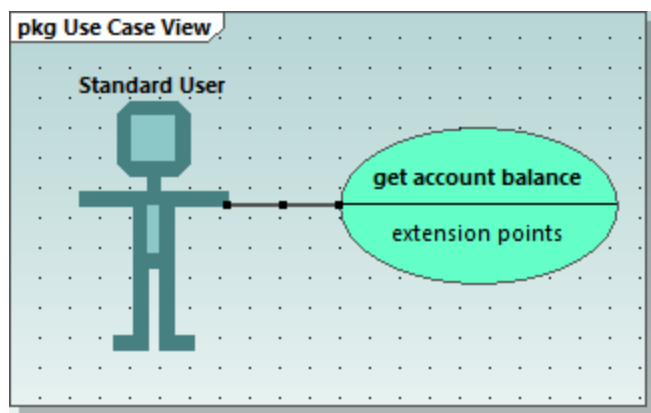 pkg Use Case View
Standard User
get account balance
extension points